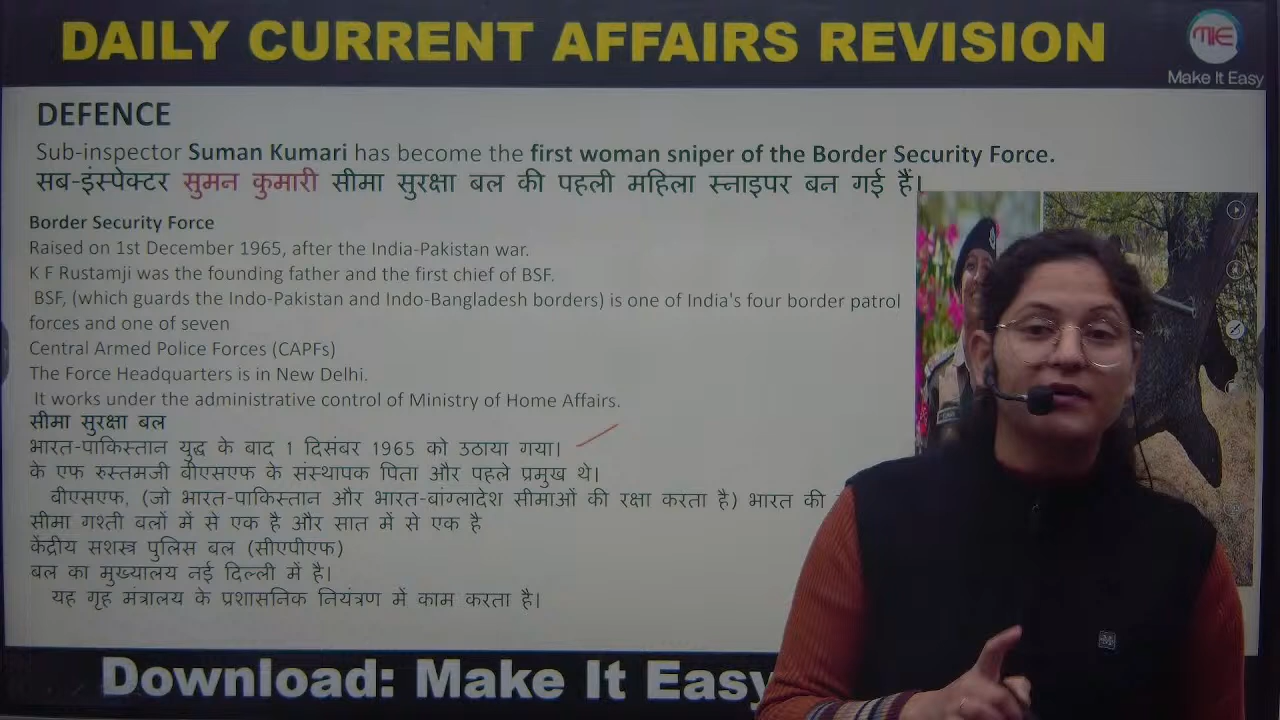 DAILY CURRENT AFFAIRS REVISION
MIE
Make It Easy
DEFENCE
Sub-inspector Suman Kumari has become the first woman sniper of the Border Security Force.
सब-इंस्पेक्टर सुमन कुमारी सीमा सुरक्षा बल की पहली महिला स्नाइपर बन गई हैं।
Border Security Force
Raised on 1st December 1965, after the India-Pakistan war.
K F Rustamji was the founding father and the first chief of BSF.
BSF, (which guards the Indo-Pakistan and Indo-Bangladesh borders) is one of India's four border patrol
forces and one of seven
Central Armed Police Forces (CAPFs)
The Force Headquarters is in New Delhi.
It works under the administrative control of Ministry of Home Affairs.
सीमा सुरक्षा बल
भारत-पाकिस्तान युद्ध के बाद 1 दिसंबर 1965 को उठाया गया।
के एफ रुस्तमजी बीएसएफ के संस्थापक पिता और पहले प्रमुख थे।
बीएसएफ, (जो भारत-पाकिस्तान और भारत-बांग्लादेश सीमाओं की रक्षा करता है) भारत की
सीमा गश्ती बलों में से एक है और सात में से एक है
केंद्रीय सशस्त्र पुलिस बल (सीएपीएफ)
बल का मुख्यालय नई दिल्ली में है।
यह गृह मंत्रालय के प्रशासनिक नियंत्रण में काम करता है।
Download: Make It Easy